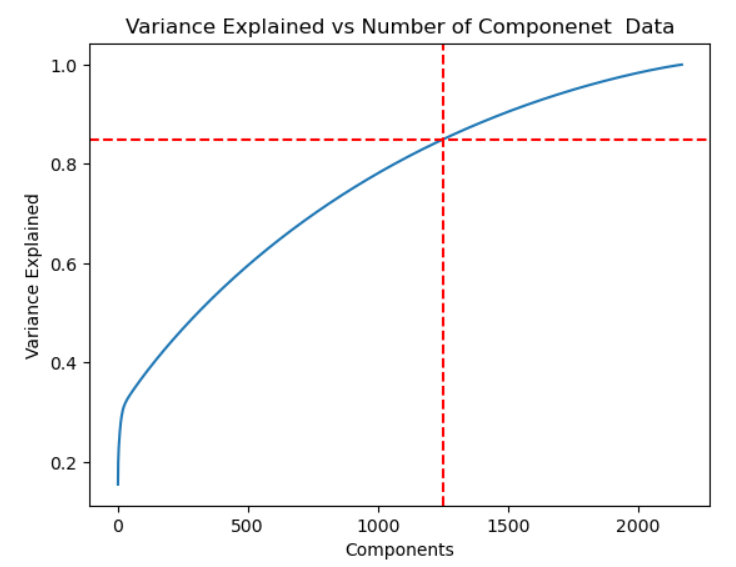 Variance Explained vs Number of Componenet  Data
1.0
0.8
0.6
0.4
0.2
Variance Explained
0 500 1000 1500 2000
Components